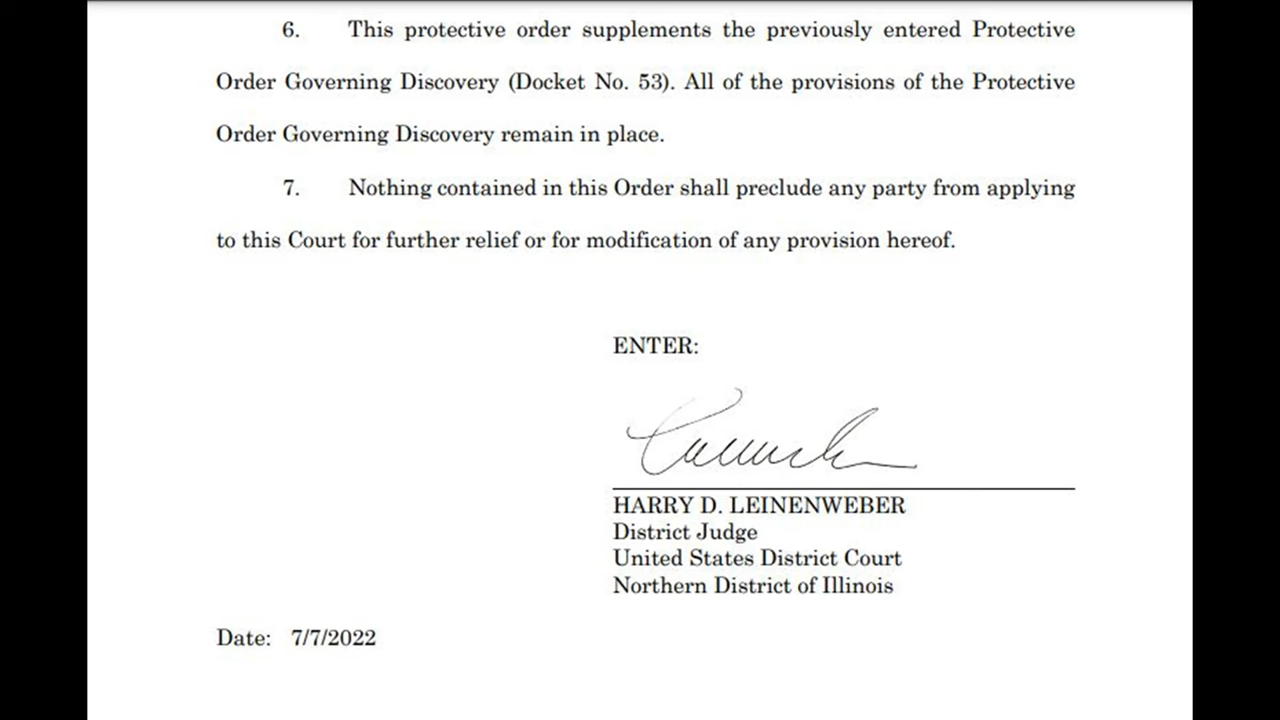 6. This protective order supplements the previously entered Protective
Order Governing Discovery (Docket No. 53). All of the provisions of the Protective
Order Governing Discovery remain in place.
7. Nothing contained in this Order shall preclude any party from applying
to this Court for further relief or for modification of any provision hereof.
ENTER:
HARRY D. LEINENWEBER
District Judge
United States District Court
Northern District of Illinois
Date: 7/7/2022